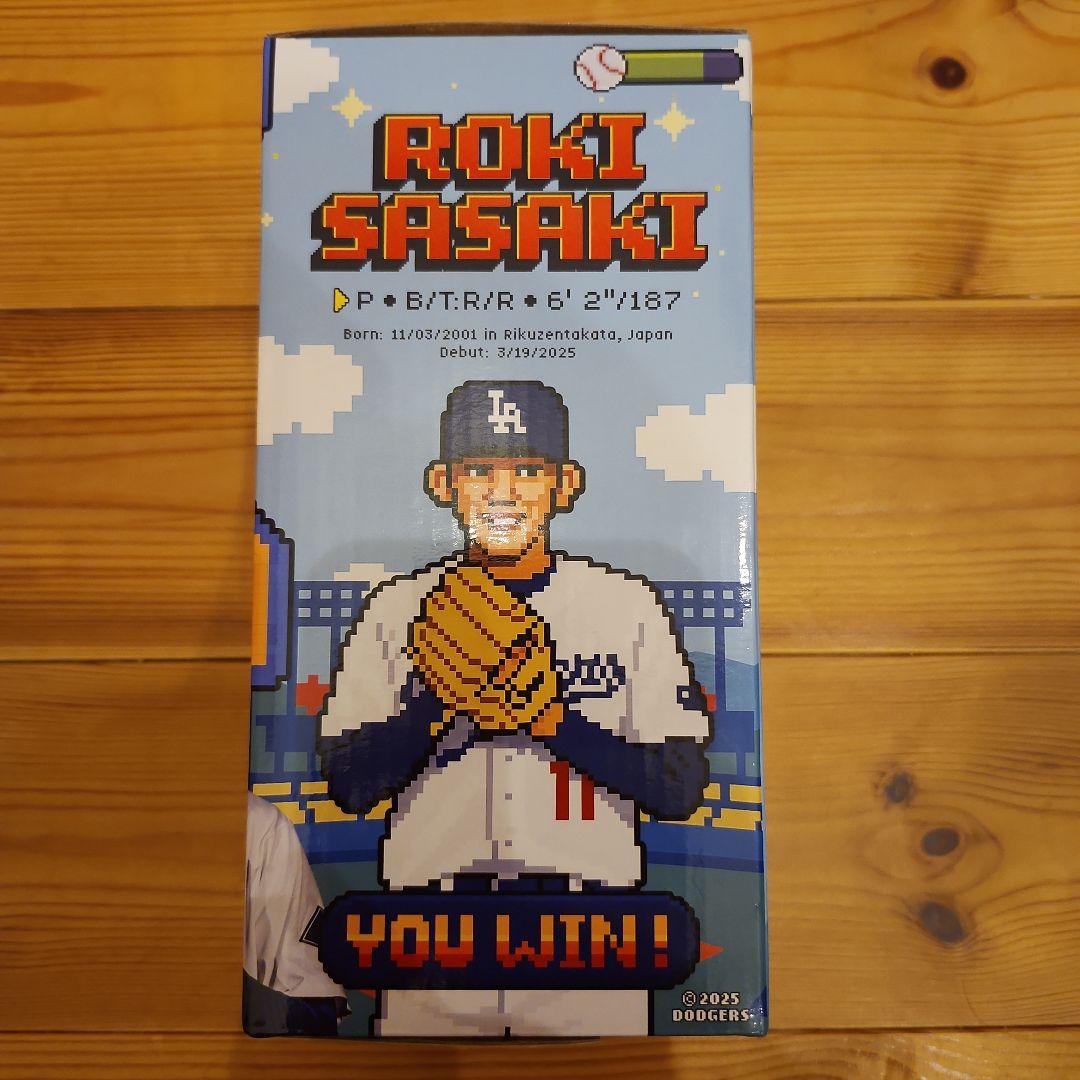 ROKI
SASAKI
P • B/T:R/R • 6' 2"/187
Born: 11/03/2001 in Rikuzentakata, Japan
Debut: 3/19/2025
LA
11
YOU WIN!
© 2025
DODGERS